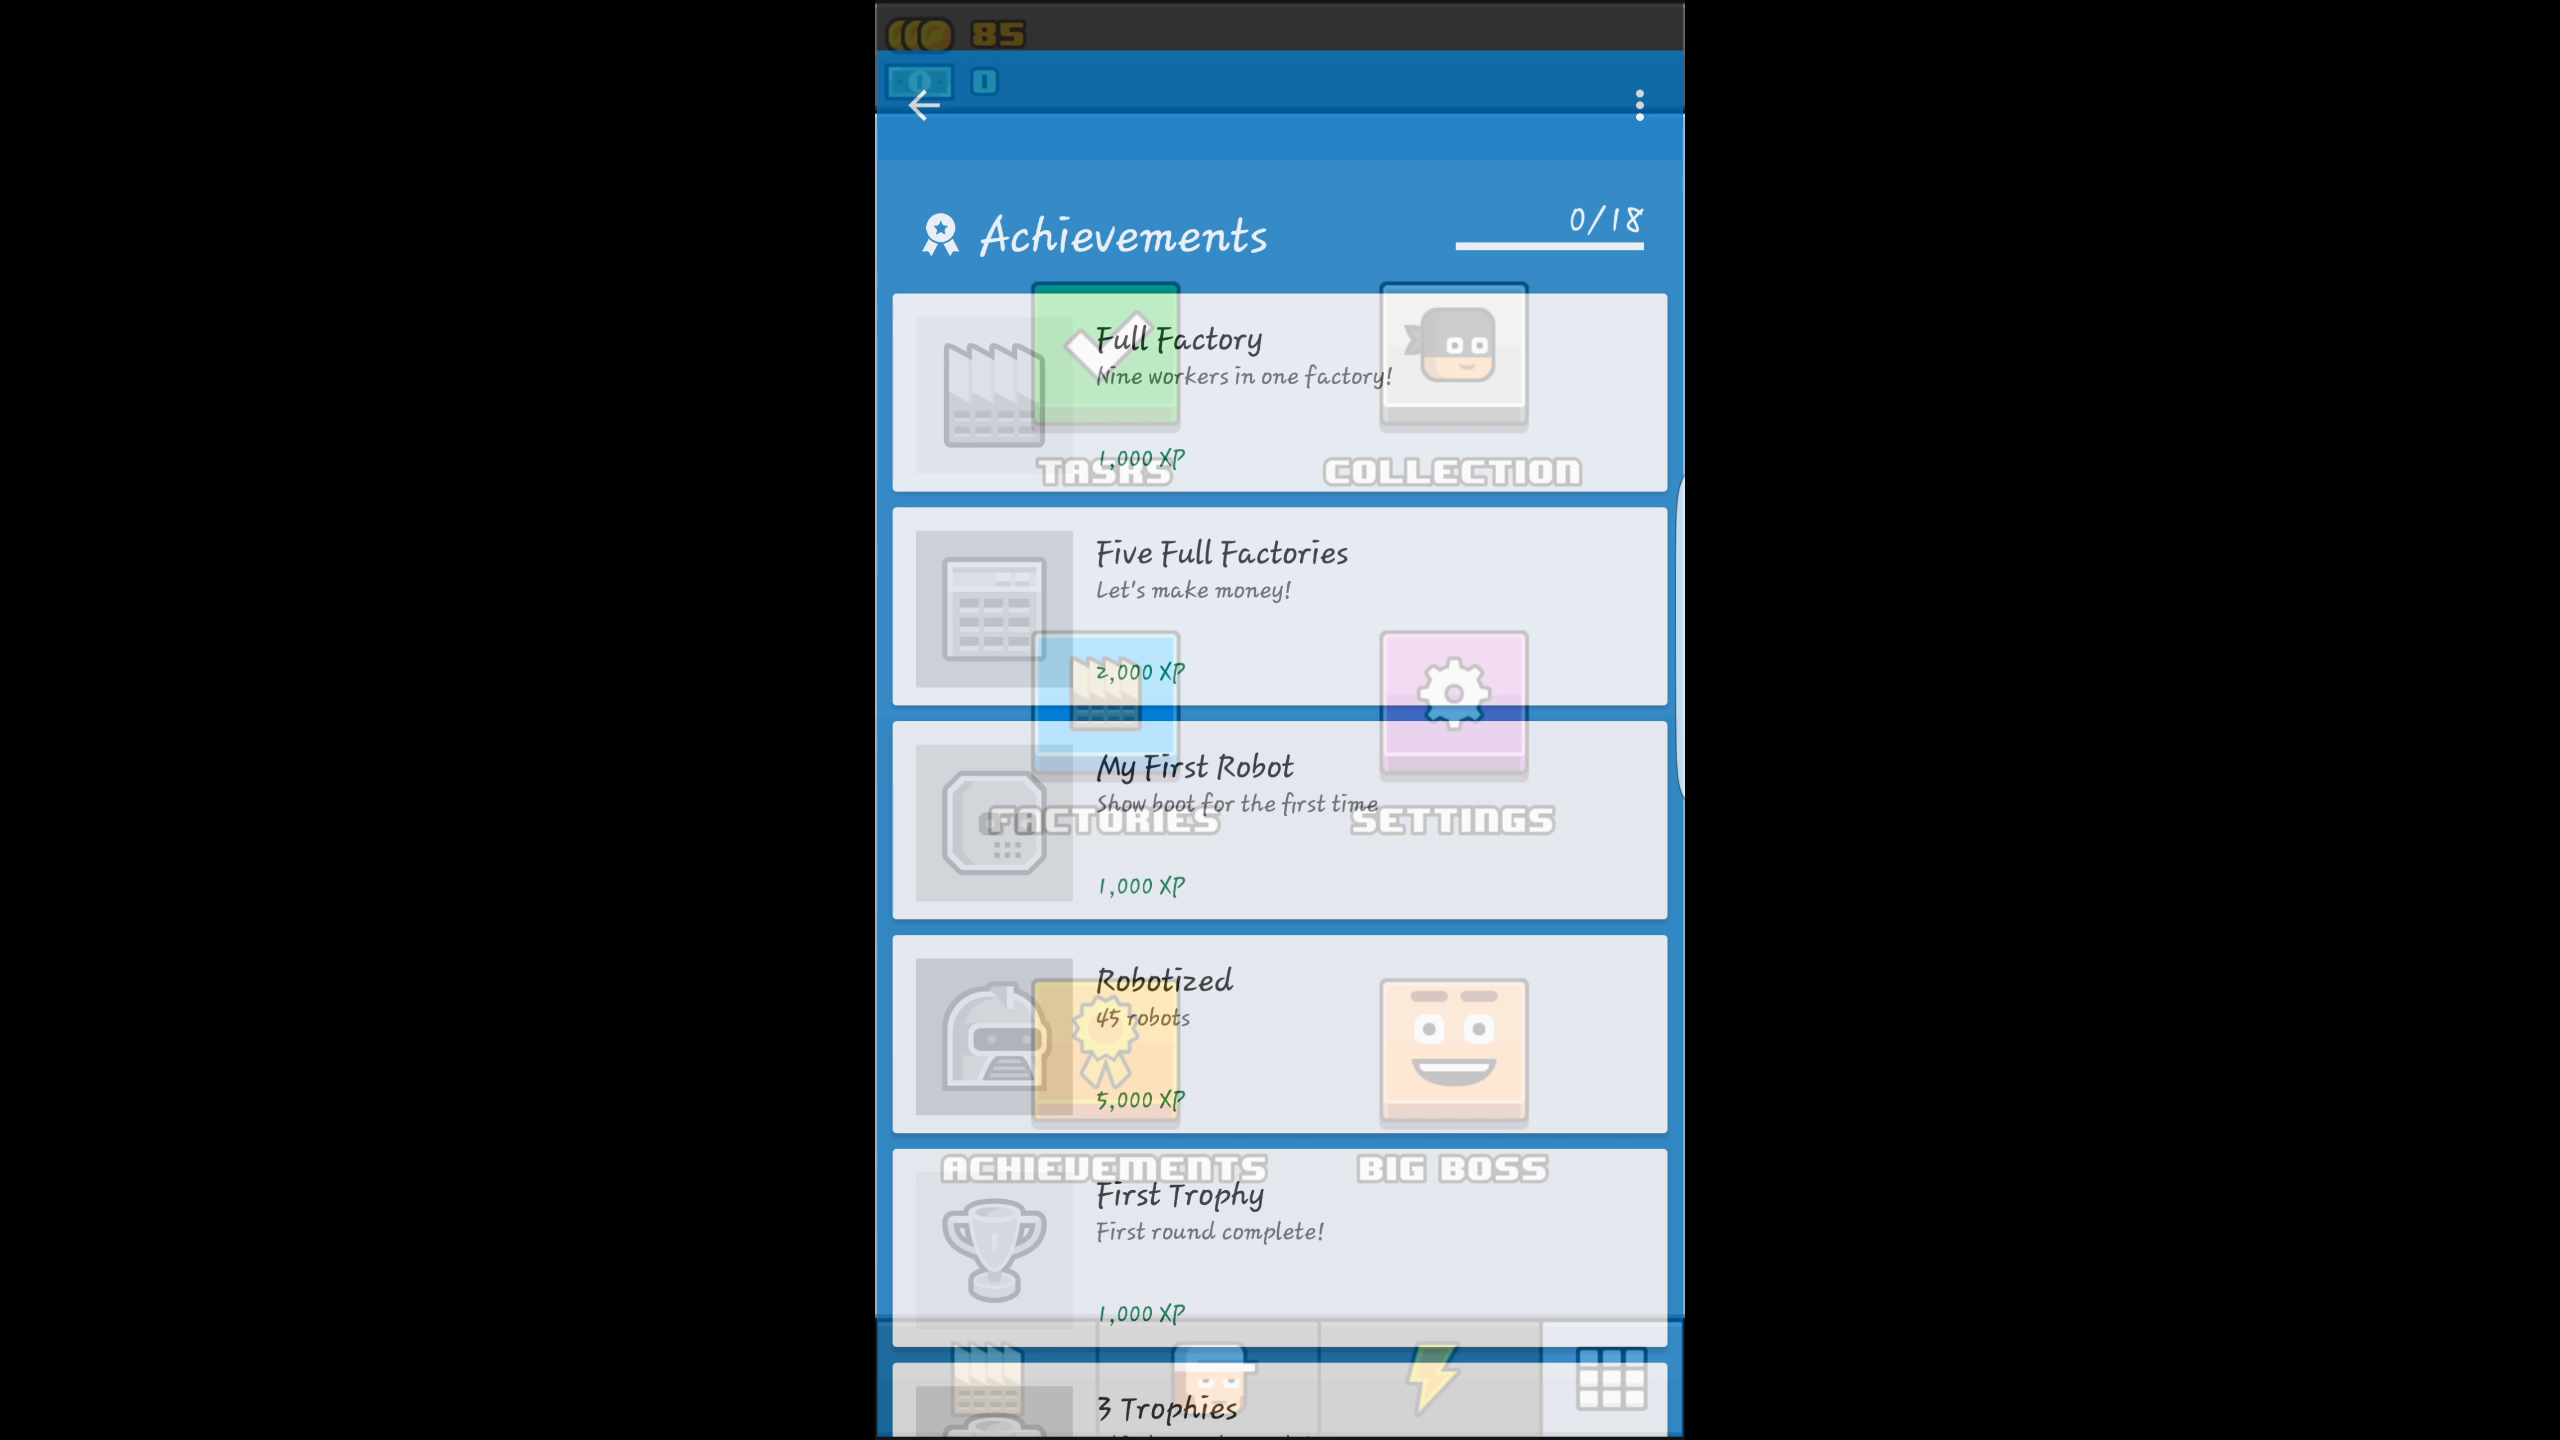 85
0
Achievements
0/18
Full Factory
Nine workers in one factory!
1,000 XP
TASKS
COLLECTION
Five Full Factories
Let's make money!
2,000 XP
My First Robot
Show boot for the first time
FACTORIES
SETTINGS
1,000 XP
Robotized
45 robots
5,000 XP
ACHIEVEMENTS
BIG BOSS
First Trophy
First round complete!
1,000 XP
3 Trophies